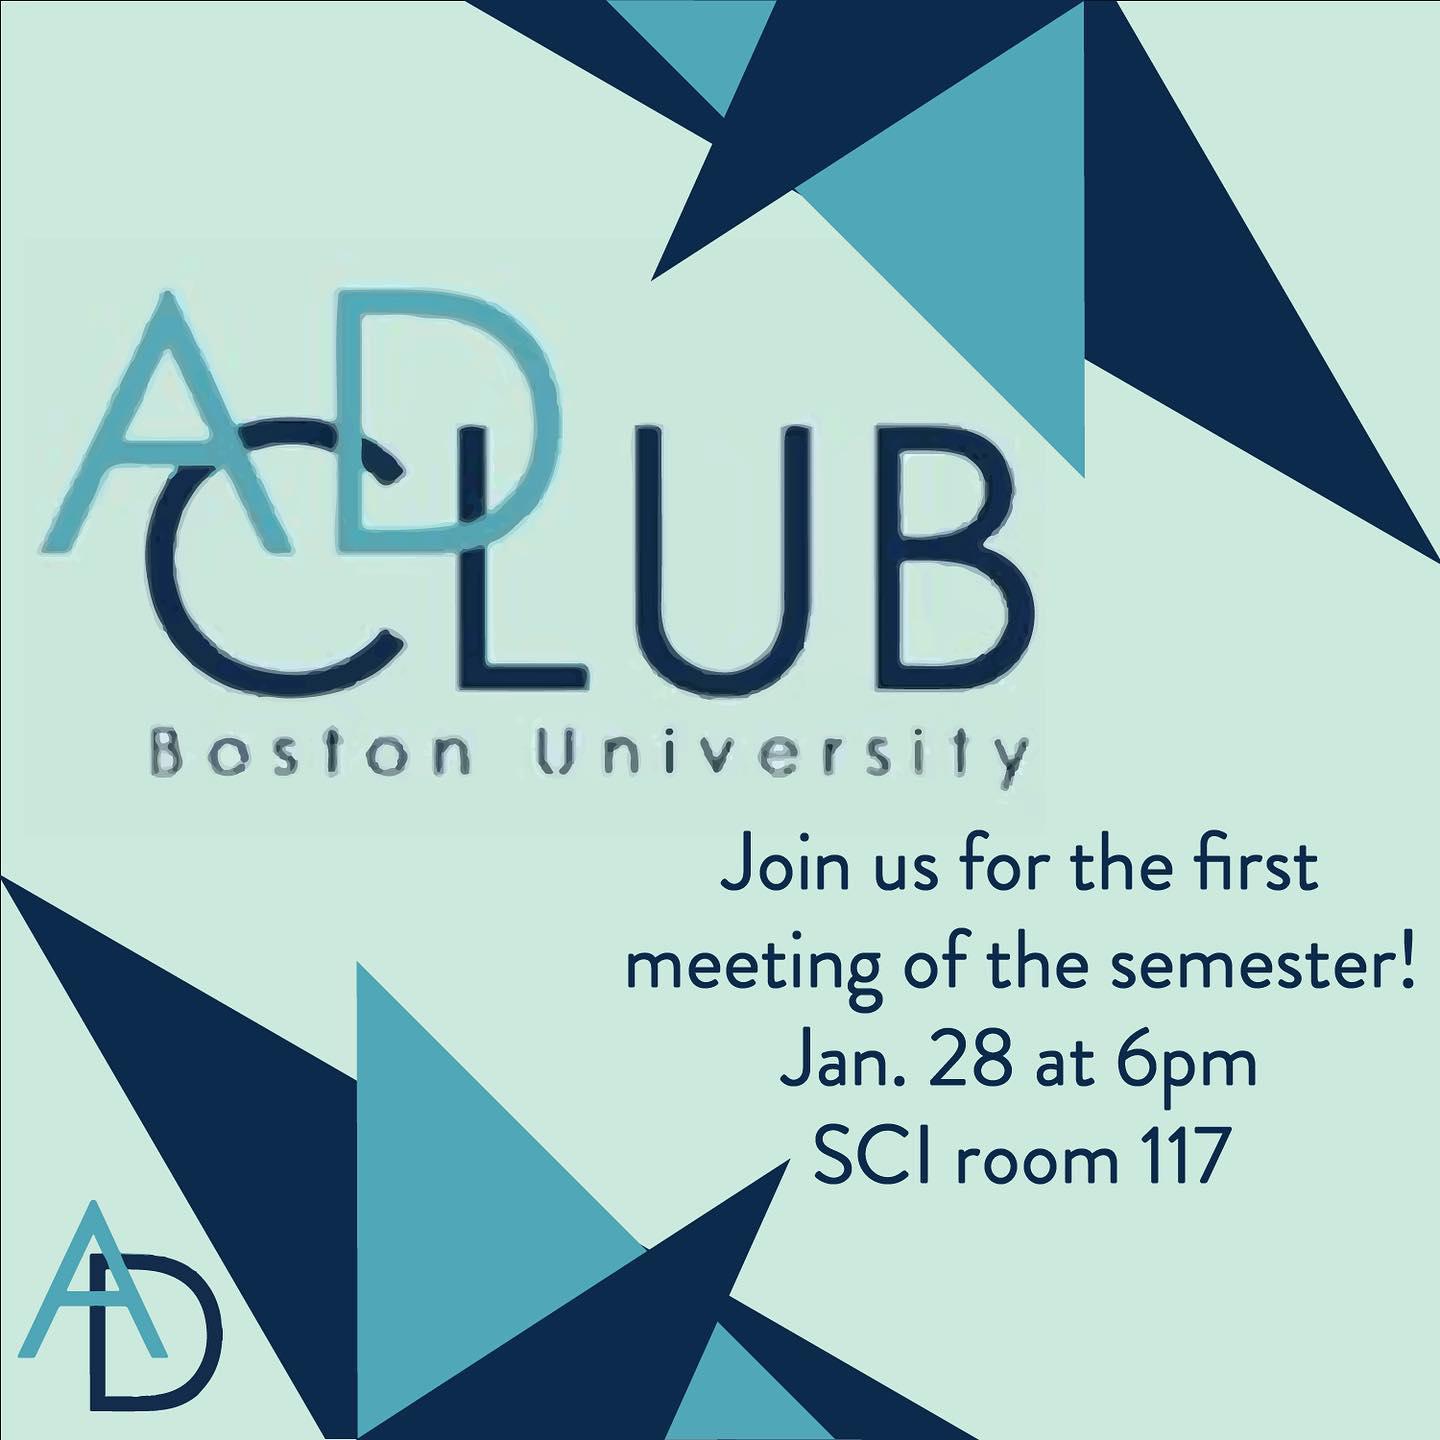 AD
CLUB
Boston University
Join us for the first
meeting of the semester!
Jan. 28 at 6pm
SCI room 117
AD